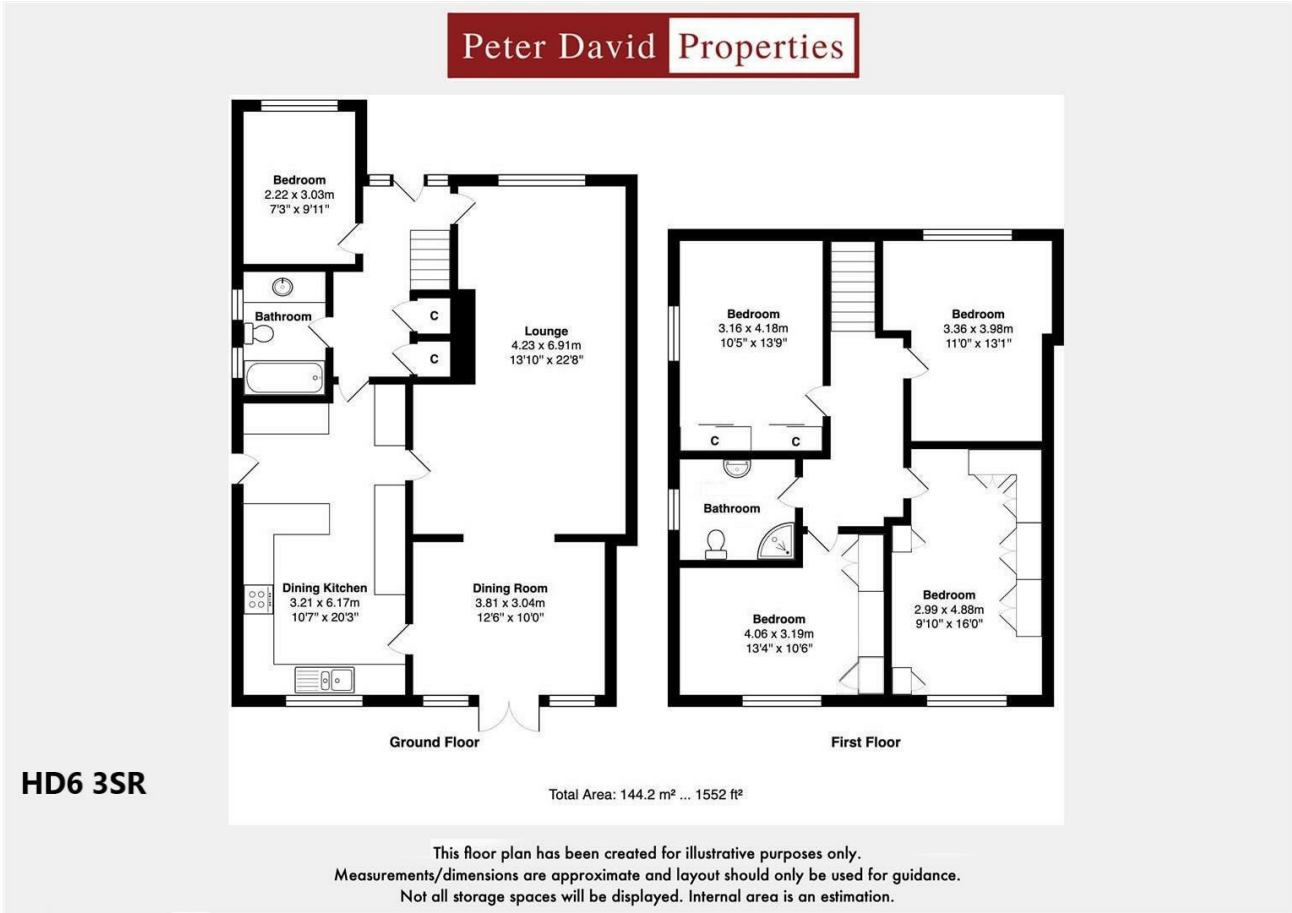 Peter David Properties
Bedroom
2.22 x 3.03m
7'3" x 9'11"
Bathroom
C
C
Lounge
4.23 x 6.91m
13'10" x 22'8"
Dining Kitchen
3.21 x 6.17m
10'7" x 20'3"
Dining Room
3.81 x 3.04m
12'6" x 10'0"
Ground Floor
Bedroom
3.16 x 4.18m
10'5" x 13'9"
C
C
Bedroom
3.36 x 3.98m
11'0" x 13'1"
Bathroom
Bedroom
4.06 x 3.19m
13'4" x 10'6"
Bedroom
2.99 x 4.88m
9'10" x 16'0"
First Floor
HD6 3SR
Total Area: 144.2 m² ... 1552 ft²
This floor plan has been created for illustrative purposes only.
Measurements/dimensions are approximate and layout should only be used for guidance.
Not all storage spaces will be displayed. Internal area is an estimation.